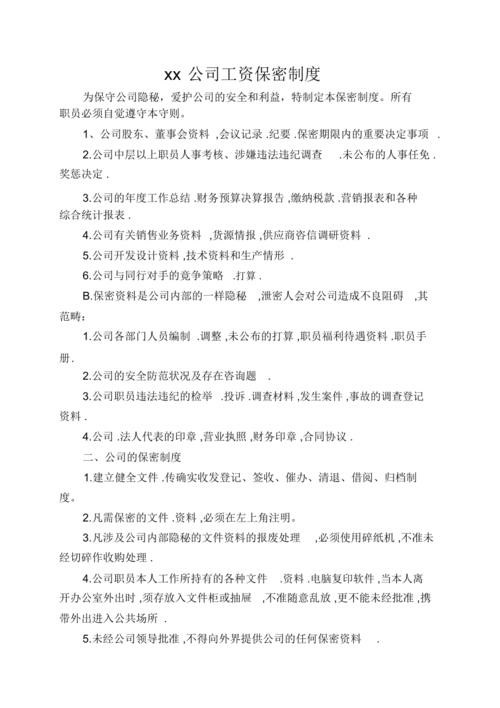 xx 公司工资保密制度
为保守公司隐秘，爱护公司的安全和利益，特制定本保密制度。所有
职员必须自觉遵守本守则。
1、公司股东、董事会资料 ,会议记录 .纪要 .保密期限内的重要决定事项 .
2.公司中层以上职员人事考核、涉嫌违法违纪调查 .未公布的人事任免 .
奖惩决定 .
3.公司的年度工作总结 .财务预算决算报告 ,缴纳税款 .营销报表和各种
综合统计报表 .
4.公司有关销售业务资料 ,货源情报 ,供应商咨信调研资料 .
5.公司开发设计资料 ,技术资料和生产情形 .
6.公司与同行对手的竞争策略 .打算 .
B.保密资料是公司内部的一样隐秘 ,泄密人会对公司造成不良阻碍 ,其
范畴:
1.公司各部门人员编制 .调整 ,未公布的打算 ,职员福利待遇资料 .职员手
册 .
2.公司的安全防范状况及存在咨询题 .
3.公司职员违法违纪的检举 .投诉 .调查材料 ,发生案件 ,事故的调查登记
资料 .
4.公司 .法人代表的印章 ,营业执照 ,财务印章 ,合同协议 .
二、公司的保密制度
1.建立健全文件 .传确实收发登记、签收、催办、清退、借阅、归档制
度。
2.凡需保密的文件 .资料 ,必须在左上角注明。
3.凡涉及公司内部隐秘的文件资料的报废处理 ,必须使用碎纸机 ,不准未
经切碎作收购处理 .
4.公司职员本人工作所持有的各种文件 .资料 .电脑复印软件 ,当本人离
开办公室外出时 ,须存放入文件柜或抽屉 ,不准随意乱放 ,更不能未经批准 ,携
带外出进入公共场所 .
5.未经公司领导批准 ,不得向外界提供公司的任何保密资料 .